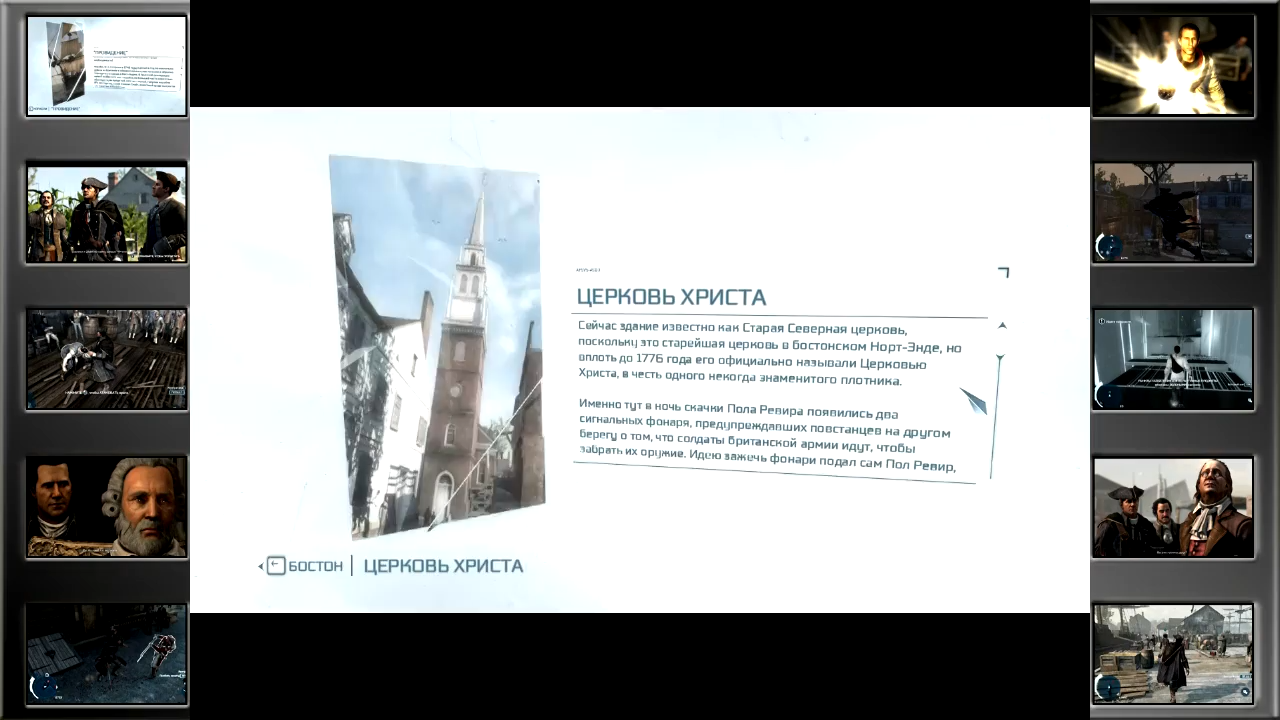 "ПРОВИДЕНИЕ"
ЦЕРКОВЬ ХРИСТА
Сейчас здание известно как Старая Северная церковь,
поскольку это старейшая церковь в бостонском Норт-Энде, но
вплоть до 1776 года его официально называли Церковью
Христа, в честь одного некогда знаменитого плотника.
Именно тут в ночь скачки Пола Ревира появились два
сигнальных фонаря, предупреждавших повстанцев на другом
берегу о том, что солдаты британской армии идут, чтобы
забрать их оружие. Идею зажечь фонари подал сам Пол Ревир,
БОСТОН | ЦЕРКОВЬ ХРИСТА